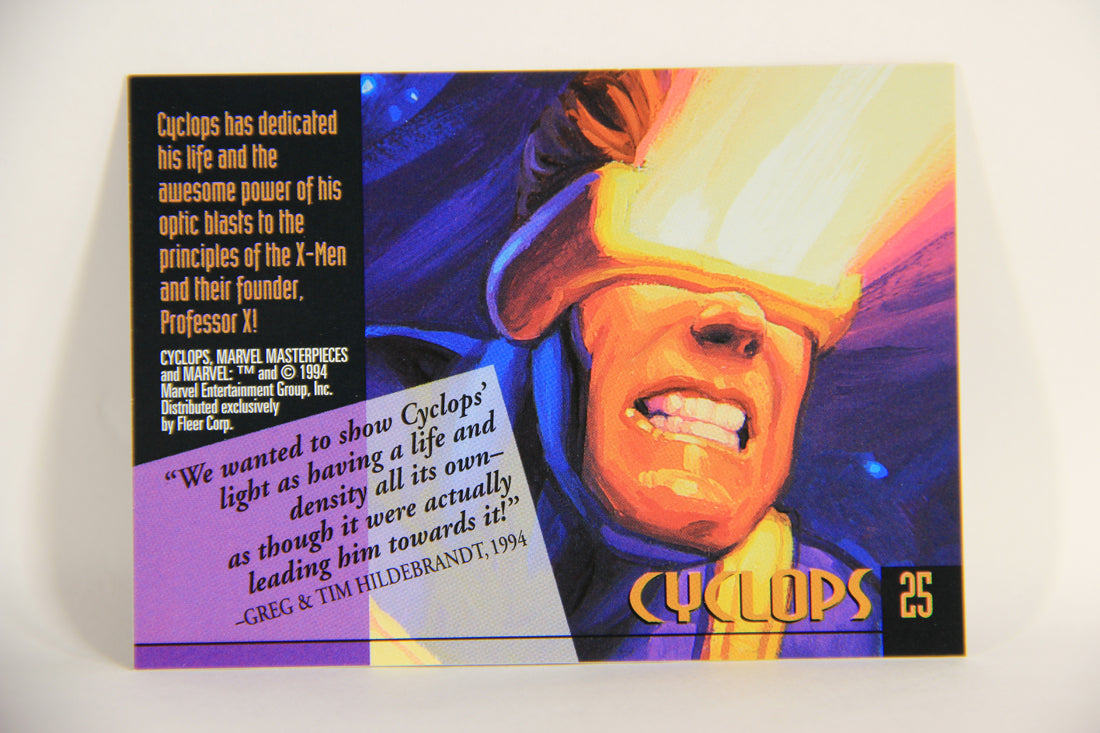 Cyclops has dedicated
his life and the
awesome power of his
optic blasts to the
principles of the X-Men
and their founder,
Professor X!
CYCLOPS, MARVEL MASTERPIECES
and MARVEL: ™ and © 1994
Marvel Entertainment Group, Inc.
Distributed exclusively
by Fleer Corp.
“We wanted to show Cyclops’
light as having a life and
density all its own–
as though it were actually
leading him towards it!”
–GREG & TIM HILDEBRANDT, 1994
CYCLOPS 25